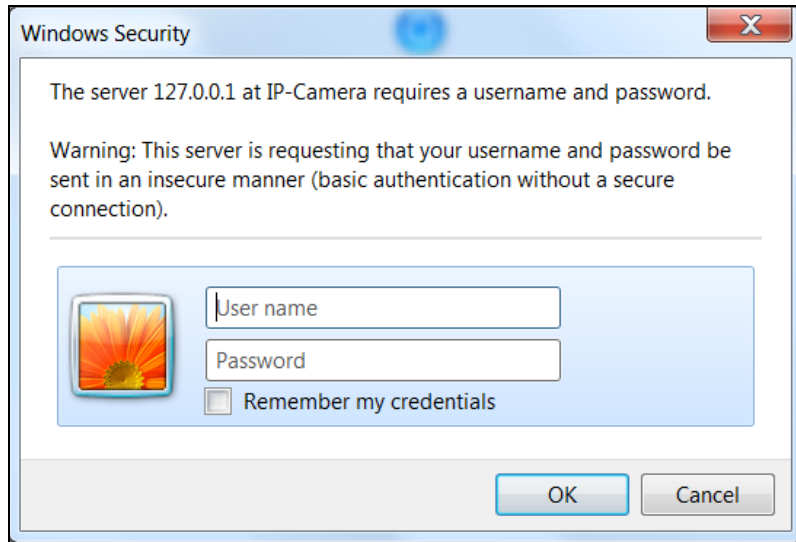 Windows Security
The server 127.0.0.1 at IP-Camera requires a username and password.
Warning: This server is requesting that your username and password be
sent in an insecure manner (basic authentication without a secure
connection).
User name
Password
Remember my credentials
OK
Cancel